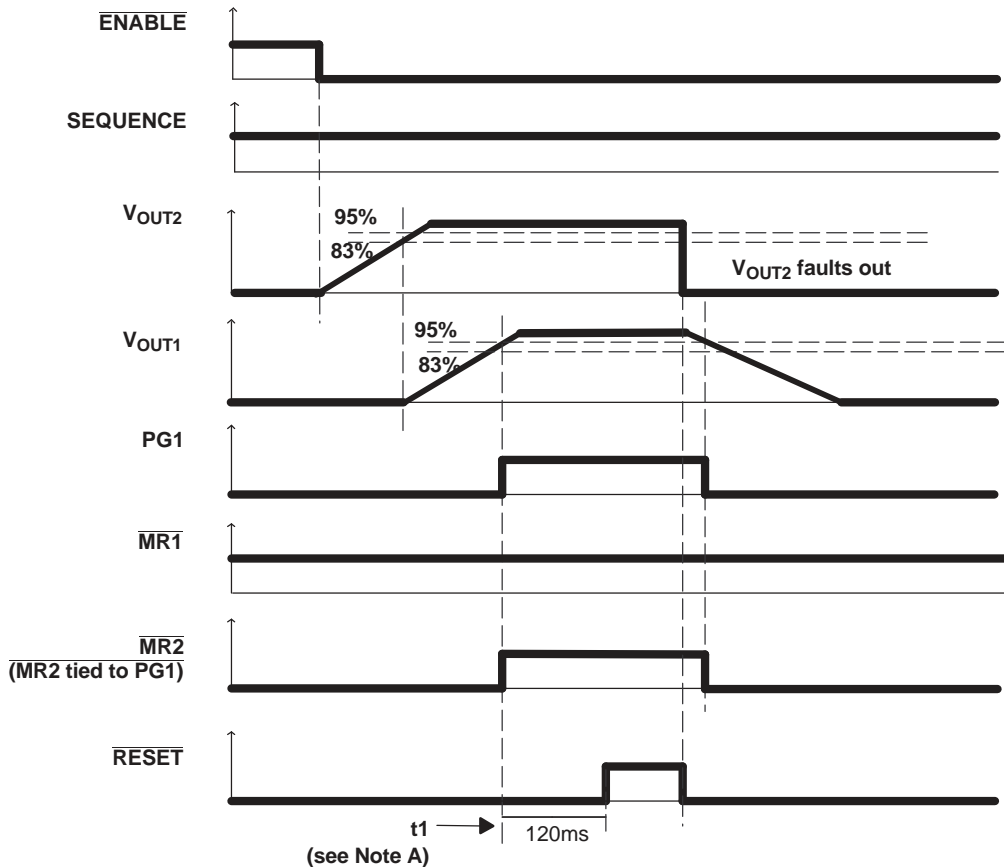 ENABLE
SEQUENCE
VOUT2
95%
83%
VOUT2 faults out
VOUT1
95%
83%
PG1
MR1
MR2
(MR2 tied to PG1)
RESET
t1
120ms
(see Note A)